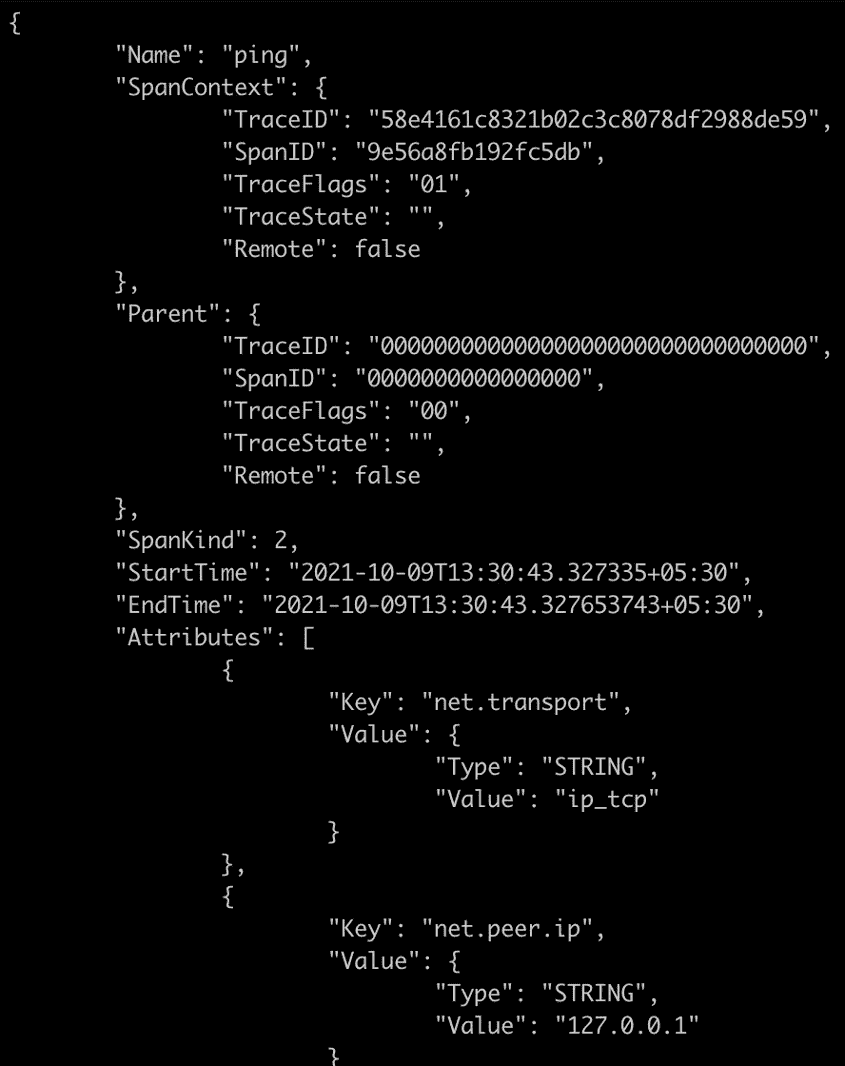 {
"Name": "ping",
"SpanContext": {
"TraceID": "58e4161c8321b02c3c8078df2988de59",
"SpanID": "9e56a8fb192fc5db",
"TraceFlags": "01",
"TraceState": "",
"Remote": false
},
"Parent": {
"TraceID": "00000000000000000000000000000000",
"SpanID": "0000000000000000",
"TraceFlags": "00",
"TraceState": "",
"Remote": false
},
"SpanKind": 2,
"StartTime": "2021-10-09T13:30:43.327335+05:30",
"EndTime": "2021-10-09T13:30:43.327653743+05:30",
"Attributes": [
{
"Key": "net.transport",
"Value": {
"Type": "STRING",
"Value": "ip_tcp"
}
},
{
"Key": "net.peer.ip",
"Value": {
"Type": "STRING",
"Value": "127.0.0.1"
}